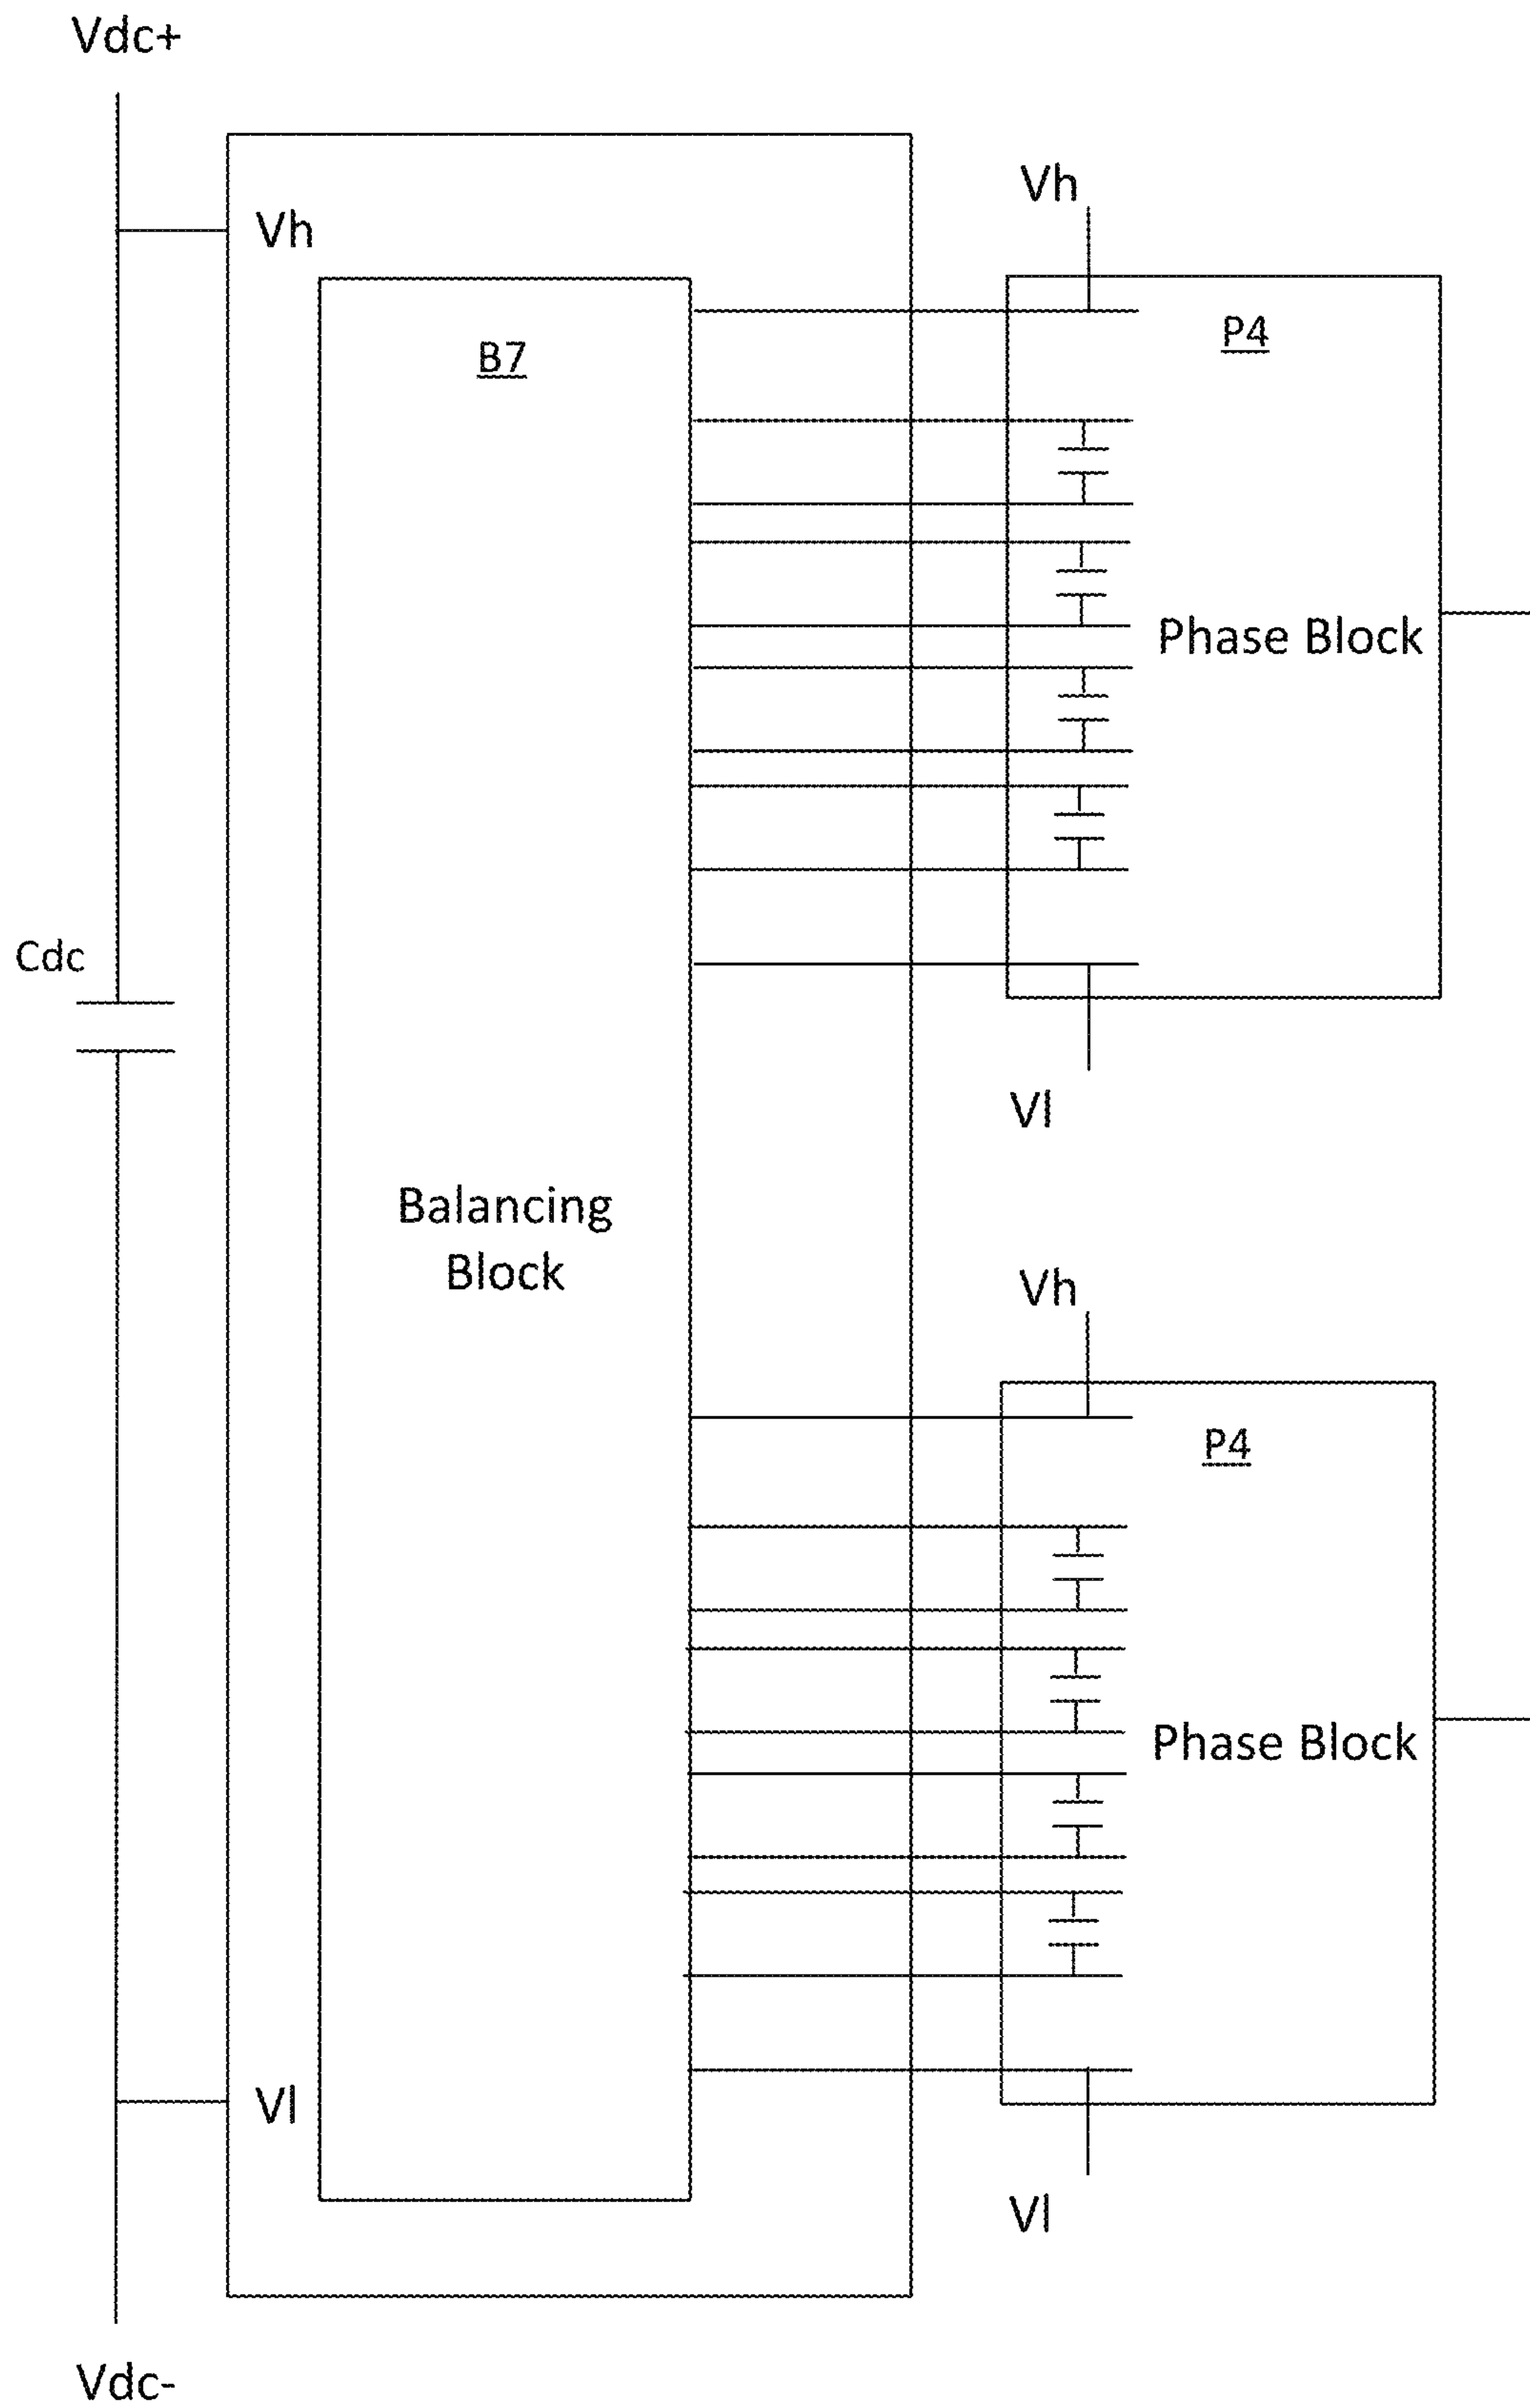 Vdc+
Vh
Vh
B7
P4
Phase Block
Cdc
Vl
Balancing
Block
Vh
P4
Phase Block
Vl
Vl
Vdc-